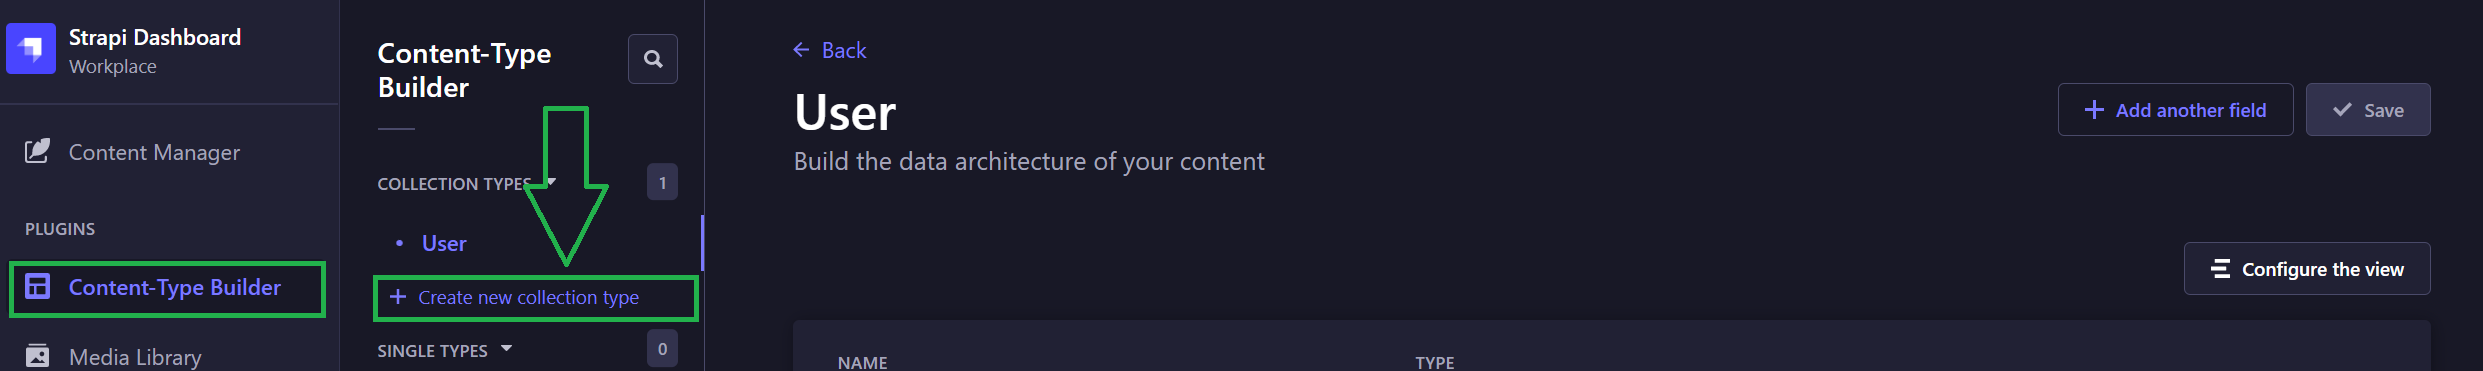 Strapi Dashboard
Workplace
Content Manager
PLUGINS
Content-Type Builder
Media Library
Content-Type
Builder
COLLECTION TYPES
1
User
Create new collection type
SINGLE TYPES
0
Back
User
Build the data architecture of your content
Add another field
Save
Configure the view
NAME
TYPE